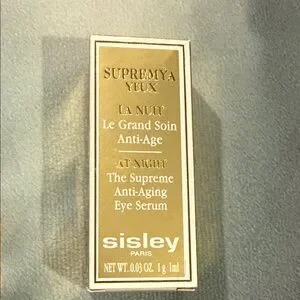 SUPREMYA
YEUX
LA NUIT
Le Grand Soin
Anti-Age
AT NIGHT
The Supreme
Anti-Aging
Eye Serum
sisley
PARIS
NET WT. 0.03 OZ. 1 g 1ml